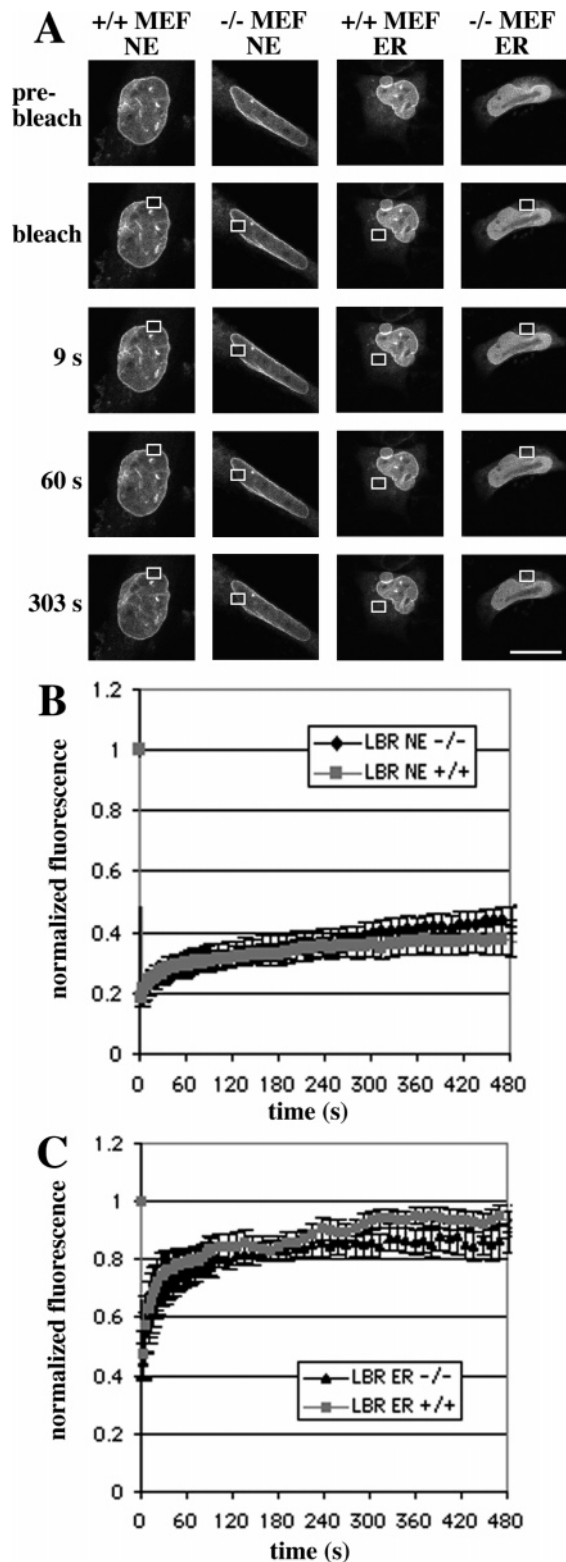 A
+/+ MEF -/- MEF +/+ MEF -/- MEF
NE NE ER ER
pre-
bleach
bleach
9 s
60 s
303 s
B
1.2
1
0.8
0.6
0.4
0.2
0
normalized fluorescence
LBR NE -/-
LBR NE +/+
0 60 120 180 240 300 360 420 480
time (s)
C
1.2
1
0.8
0.6
0.4
0.2
0
normalized fluorescence
LBR ER -/-
LBR ER +/+
0 60 120 180 240 300 360 420 480
time (s)